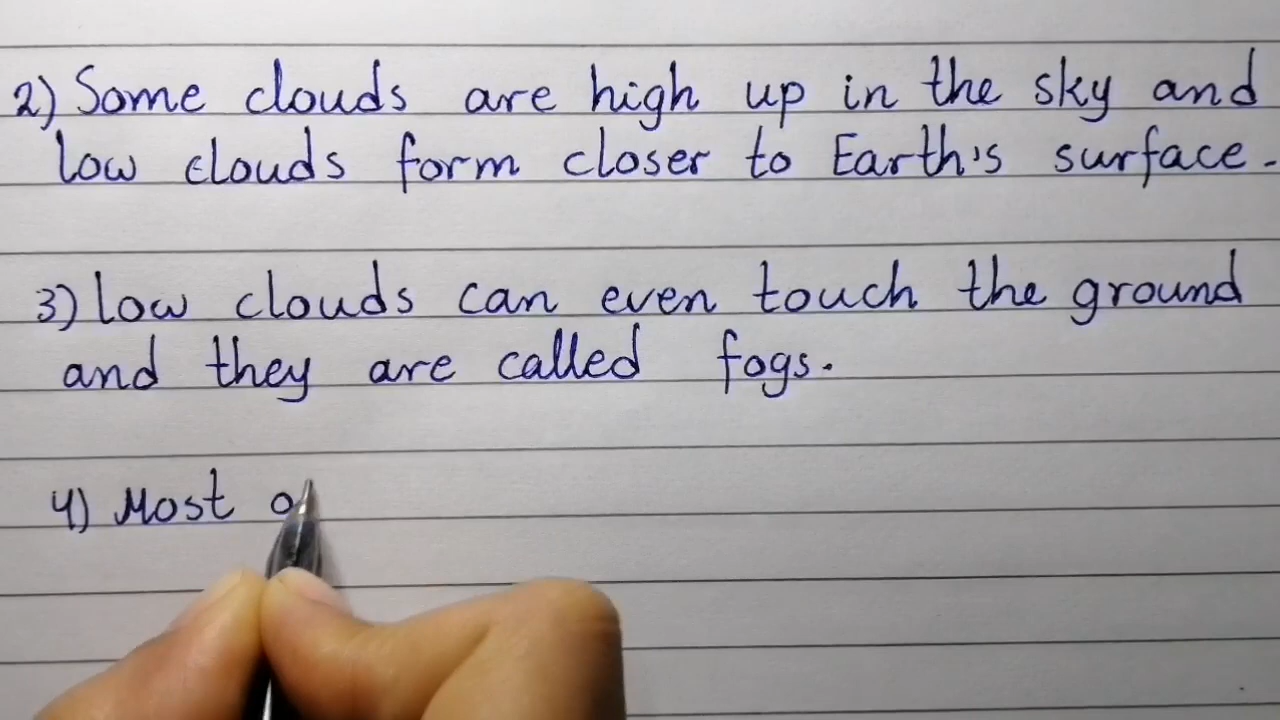 2) Some clouds are high up in the sky and
low clouds form closer to Earth's surface.
3) low clouds can even touch the ground
and they are called fogs.
4) Most o